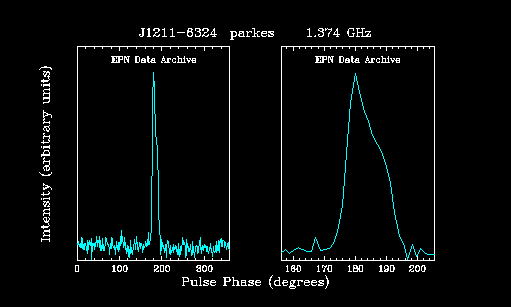 J1211-6324 parkes 1.374 GHz
EPN Data Archive
EPN Data Archive
Intensity (arbitrary units)
0 100 200 300
160 170 180 190 200
Pulse Phase (degrees)